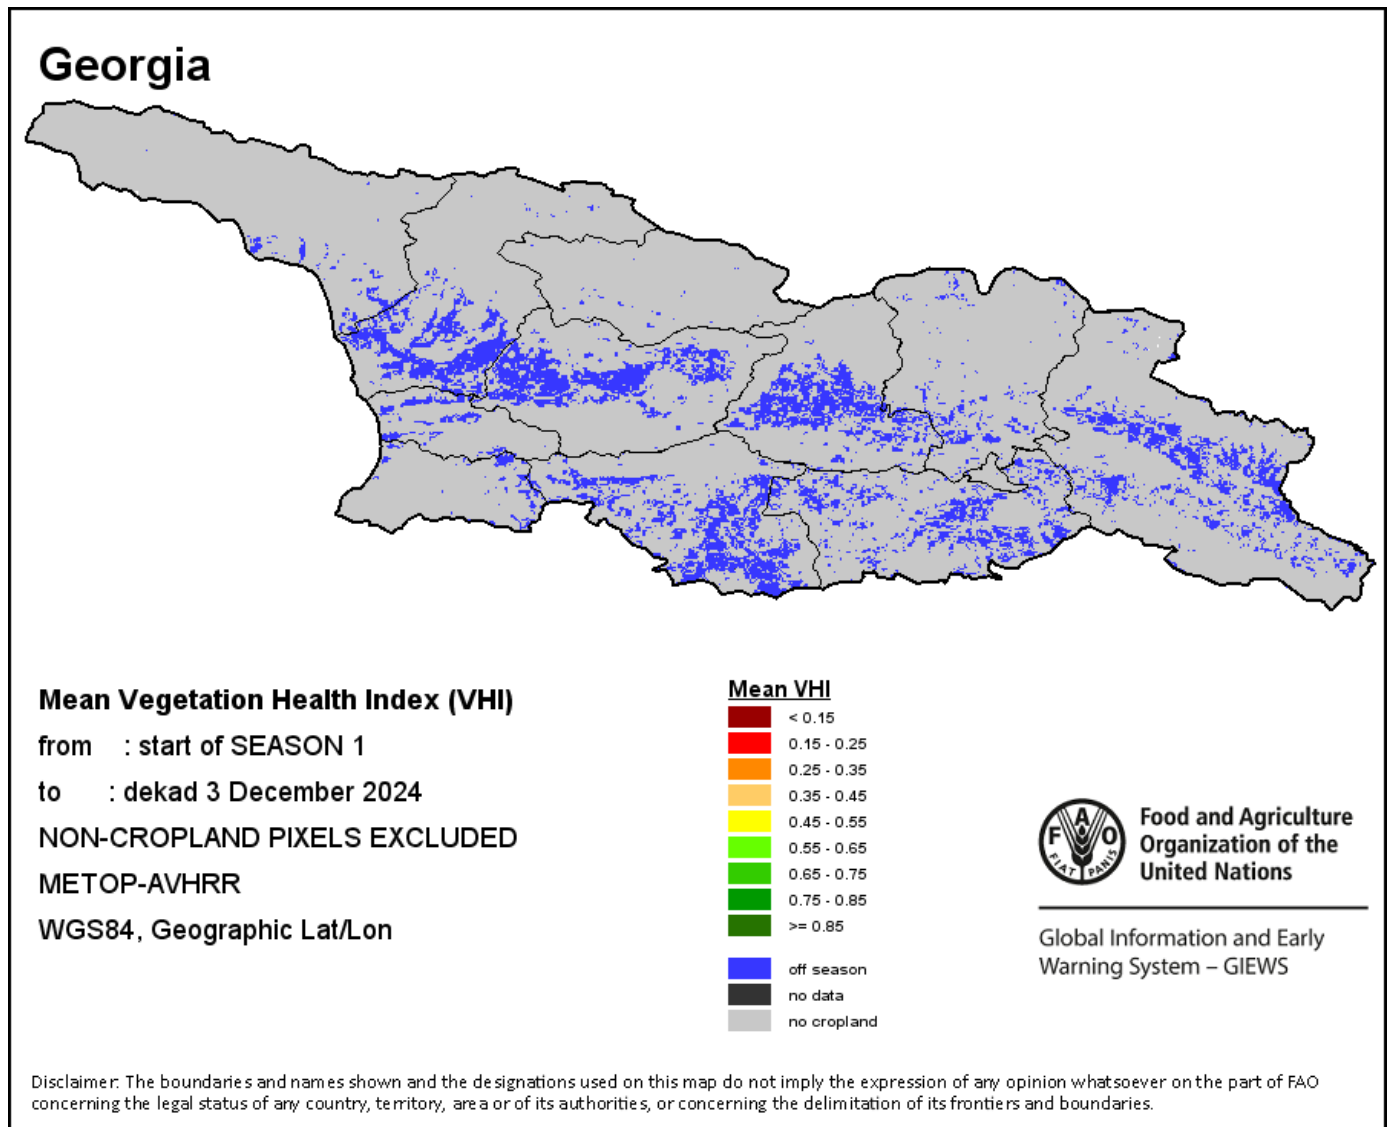 Georgia
Mean Vegetation Health Index (VHI)
from : start of SEASON 1
to : dekad 3 December 2024
NON-CROPLAND PIXELS EXCLUDED
METOP-AVHRR
WGS84, Geographic Lat/Lon
Mean VHI
< 0.15
0.15 - 0.25
0.25 - 0.35
0.35 - 0.45
0.45 - 0.55
0.55 - 0.65
0.65 - 0.75
0.75 - 0.85
>= 0.85
off season
no data
no cropland
F A O
FIAT PANIS
Food and Agriculture
Organization of the
United Nations
Global Information and Early
Warning System – GIEWS
Disclaimer: The boundaries and names shown and the designations used on this map do not imply the expression of any opinion whatsoever on the part of FAO
concerning the legal status of any country, territory, area or of its authorities, or concerning the delimitation of its frontiers and boundaries.